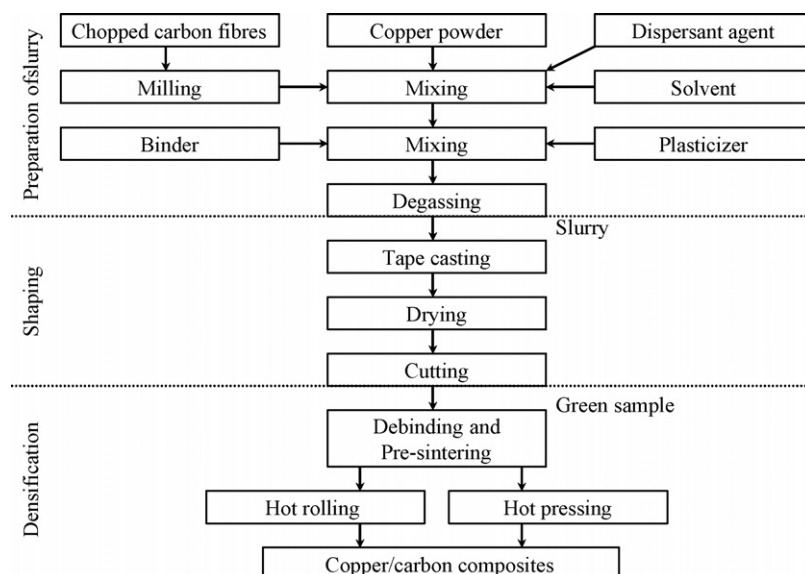 Chopped carbon fibres
Copper powder
Dispersant agent
Milling
Mixing
Solvent
Binder
Mixing
Plasticizer
Degassing
Preparation ofslurry
Slurry
Tape casting
Drying
Cutting
Shaping
Green sample
Debinding and
Pre-sintering
Hot rolling
Hot pressing
Copper/carbon composites
Densification